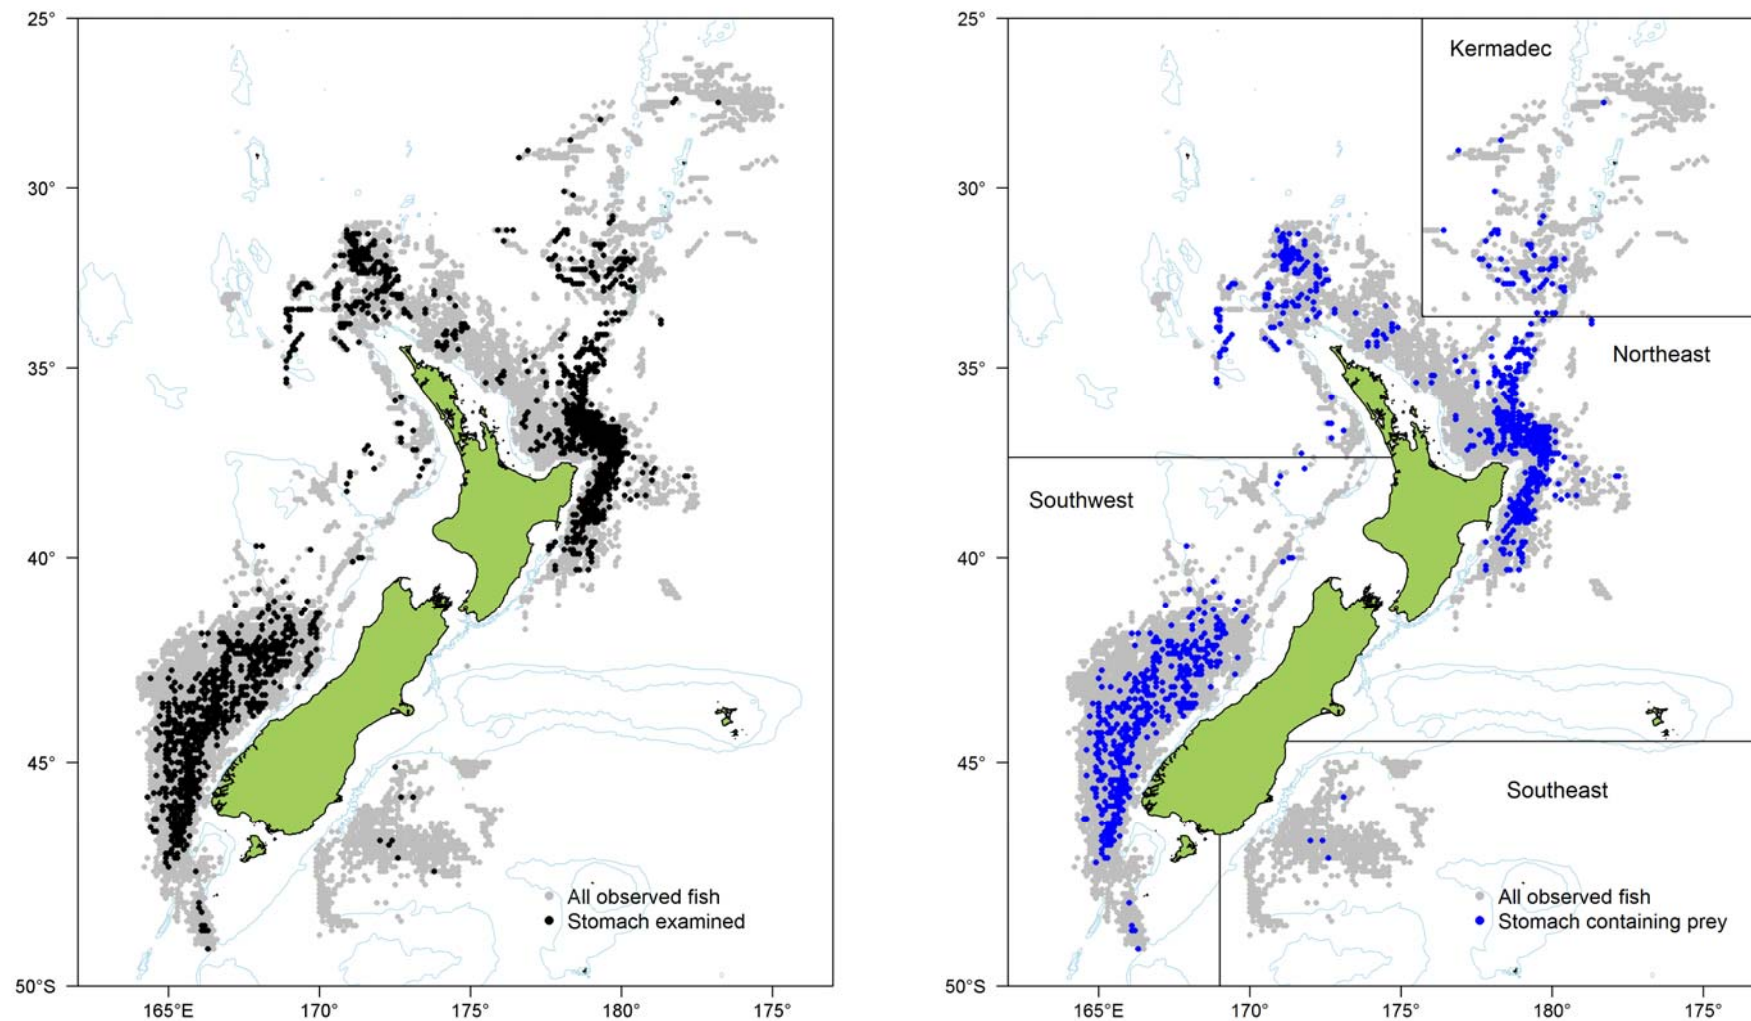 25°
30°
35°
40°
45°
50°S
165°E
170°
175°
180°
175°
All observed fish
Stomach examined
25°
30°
35°
40°
45°
50°S
165°E
170°
175°
180°
175°
Kermadec
Northeast
Southwest
Southeast
All observed fish
Stomach containing prey